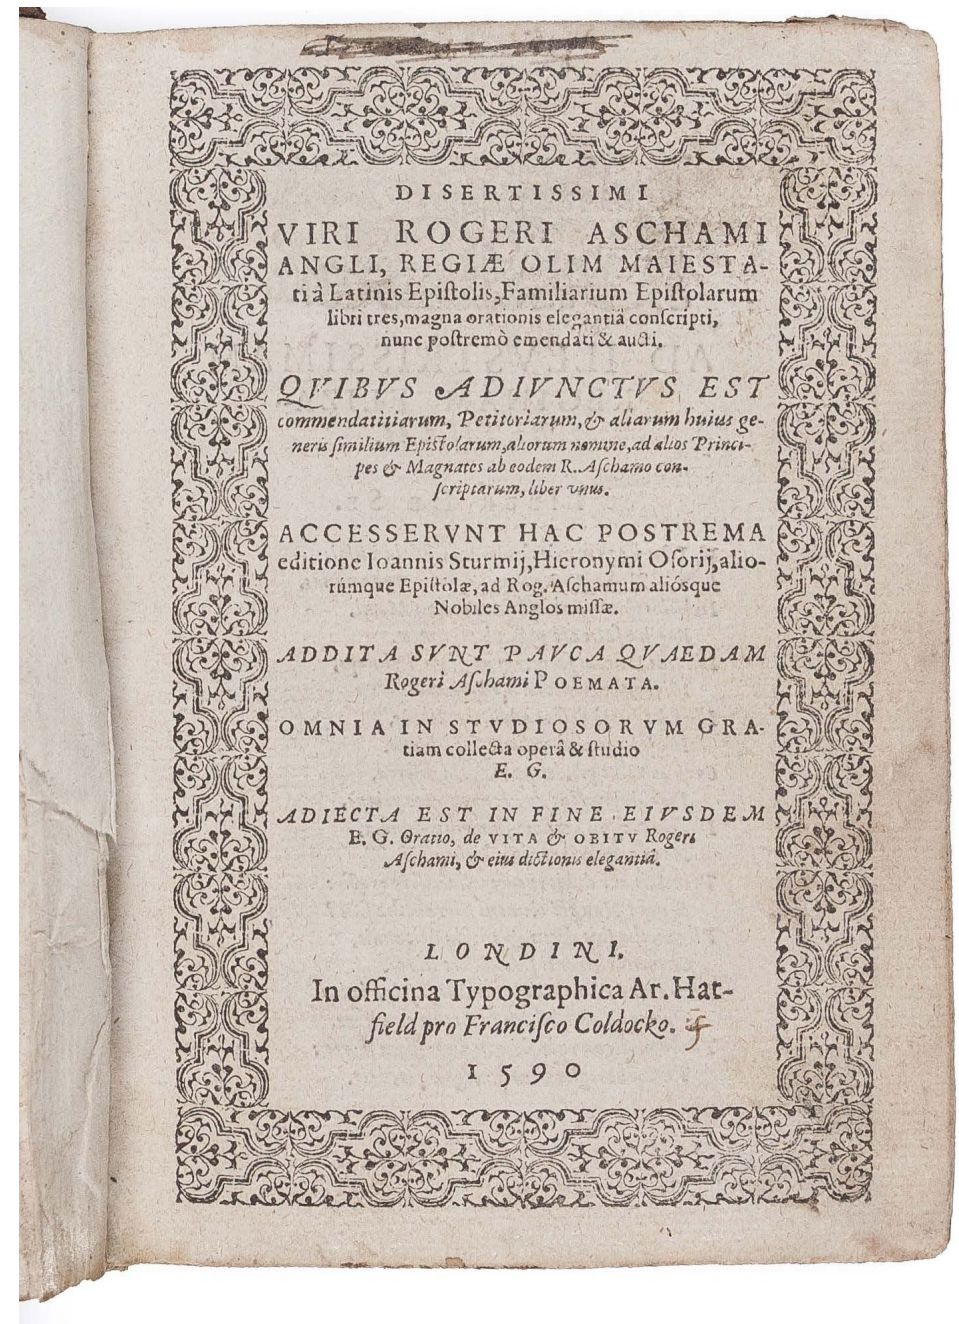 DISERTISSIMI
VIRI ROGERI ASCHAMI
ANGLI, REGIÆ OLIM MAIESTA-
ti à Latinis Epiſtolis, Familiarium Epiſtolarum
libri tres, magna orationis elegantiâ conſcripti,
nunc poſtremò emendati & aucti.
QVIBVS ADIVNCTVS EST
commendatitiarum, Petitoriarum, & aliarum huius ge-
neris ſimilium Epiſtolarum, aliorum nomine, ad alios Princi-
pes & Magnates ab eodem R. Aſchamo con-
ſcriptarum, liber vnus.
ACCESSERVNT HAC POSTREMA
editione Ioannis Sturmij, Hieronymi Oſorij, alio-
rúmque Epiſtolæ, ad Rog. Aſchamum aliósque
Nobiles Anglos miſſæ.
ADDITA SVNT PAVCA QVAEDAM
Rogeri Aſchami POEMATA.
OMNIA IN STVDIOSORVM GRA-
tiam collecta operâ & ſtudio
E. G.
ADIECTA EST IN FINE EIVSDEM
E. G. Oratio, de VITA & OBITV Rogeri
Aſchami, & eius dictionis elegantiâ.
LONDINI.
In officina Typographica Ar. Hat-
field pro Franciſco Coldocko.
1590